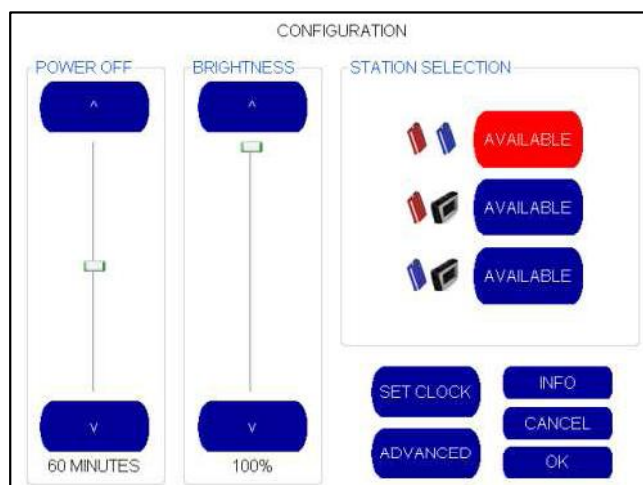 CONFIGURATION
POWER OFF
^
v
60 MINUTES
BRIGHTNESS
^
v
100%
STATION SELECTION
AVAILABLE
AVAILABLE
AVAILABLE
SET CLOCK
ADVANCED
INFO
CANCEL
OK